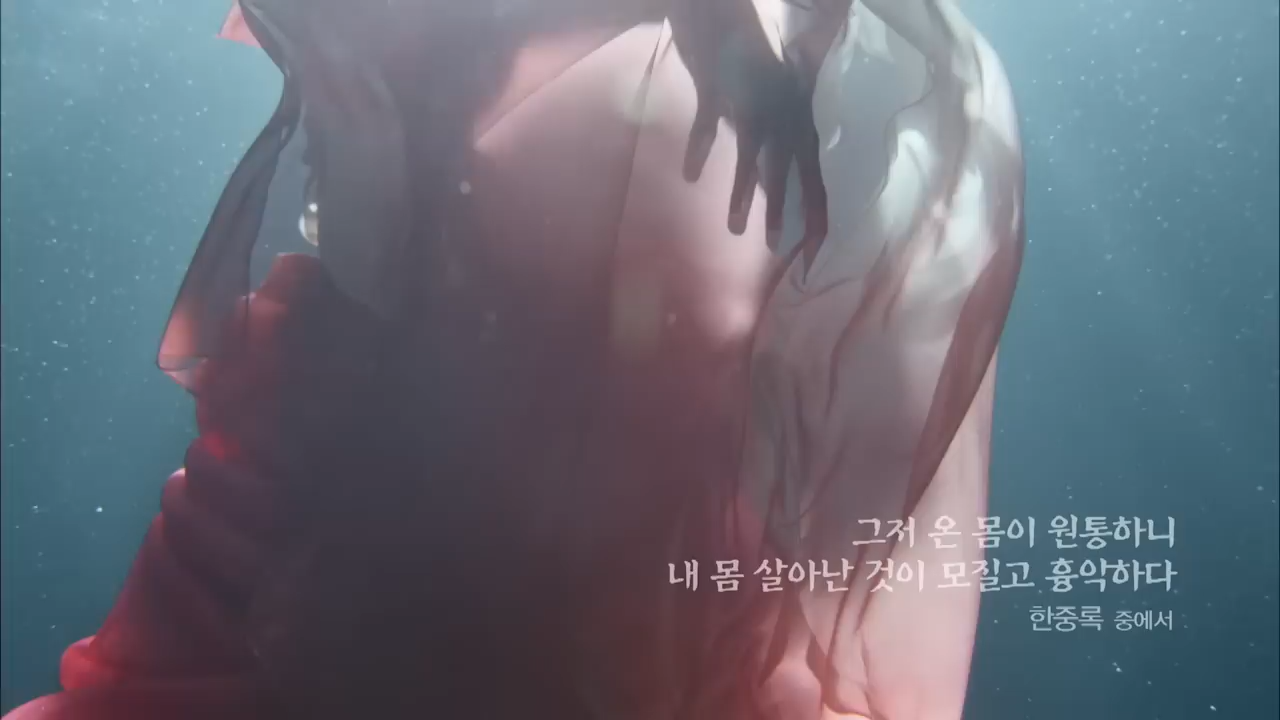 그저 온 몸이 원통하니
내 몸 살아난 것이 모질고 흉악하다
한중록 중에서